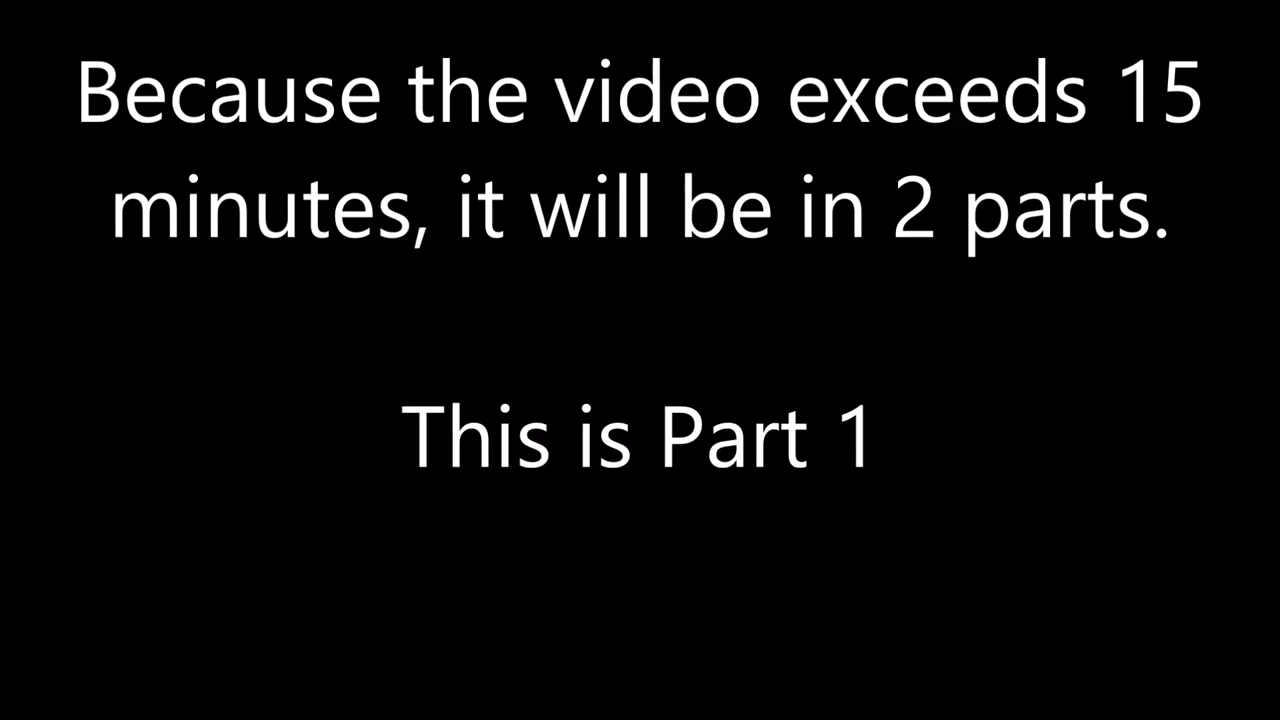 Because the video exceeds 15
minutes, it will be in 2 parts.
This is Part 1